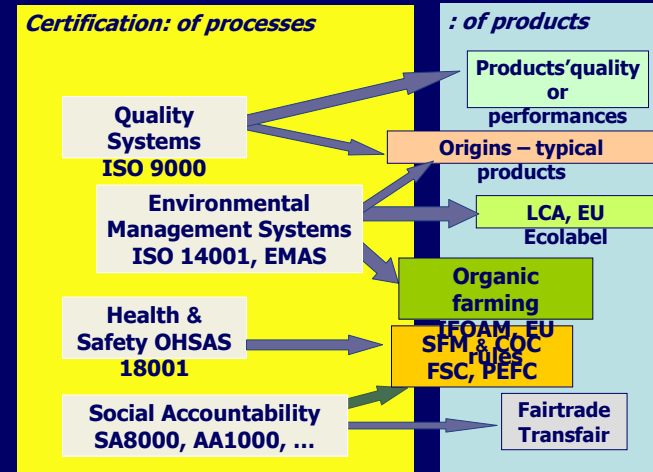 Certification: of processes
: of products
Products'quality
or
performances
Quality
Systems
ISO 9000
Origins – typical
products
Environmental
Management Systems
ISO 14001, EMAS
LCA, EU
Ecolabel
Organic
farming
IFOAM, EU
rules
Health &
Safety OHSAS
18001
SFM & COC
FSC, PEFC
Social Accountability
SA8000, AA1000, ...
Fairtrade
Transfair